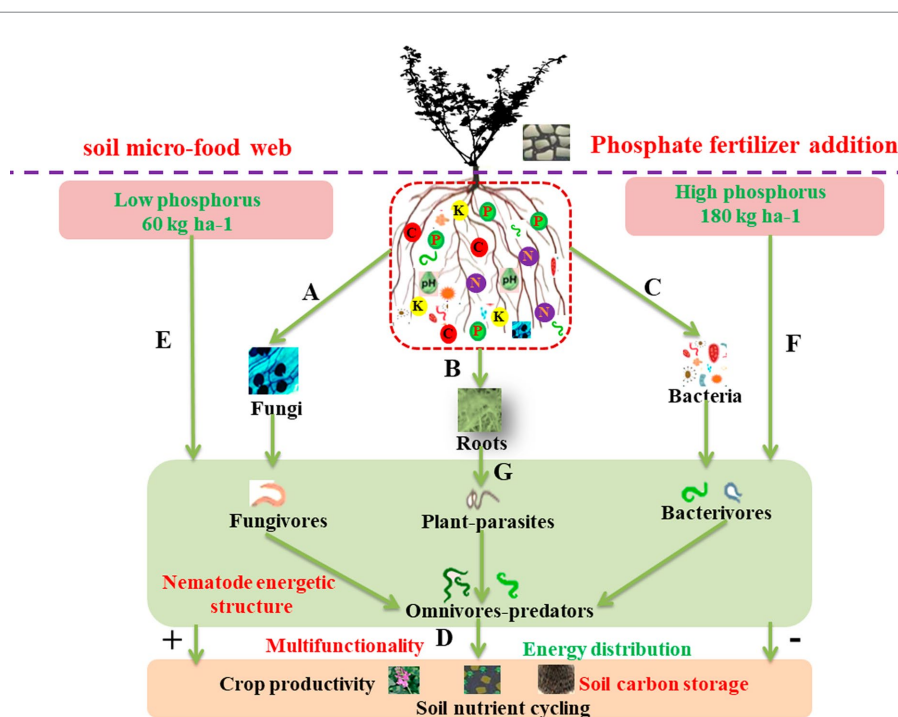 soil micro-food web
Phosphate fertilizer addition
Low phosphorus
60 kg ha-1
High phosphorus
180 kg ha-1
K
P
P
C
P
C
N
pH
N
pH
K
N
K
C
P
A
C
E
B
F
Fungi
Roots
Bacteria
G
Fungivores
Plant-parasites
Bacterivores
Nematode energetic
structure
Omnivores-predators
+
Multifunctionality
D
Energy distribution
-
Crop productivity
Soil carbon storage
Soil nutrient cycling